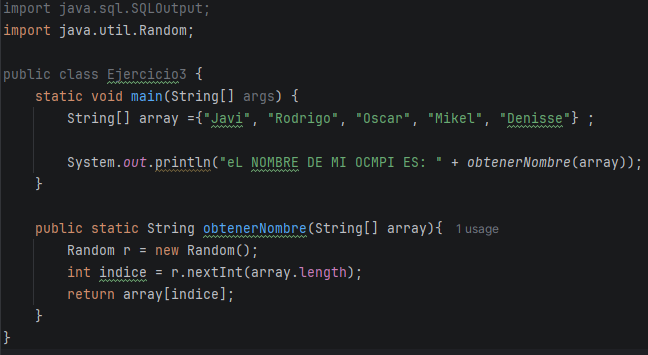 import java.sql.SQLOutput;
import java.util.Random;

public class Ejercicio3 {
    static void main(String[] args) {
        String[] array ={"Javi", "Rodrigo", "Oscar", "Mikel", "Denisse"} ;

        System.out.println("eL NOMBRE DE MI OCMPI ES: " + obtenerNombre(array));
    }

    public static String obtenerNombre(String[] array){ 1 usage
        Random r = new Random();
        int indice = r.nextInt(array.length);
        return array[indice];
    }
}